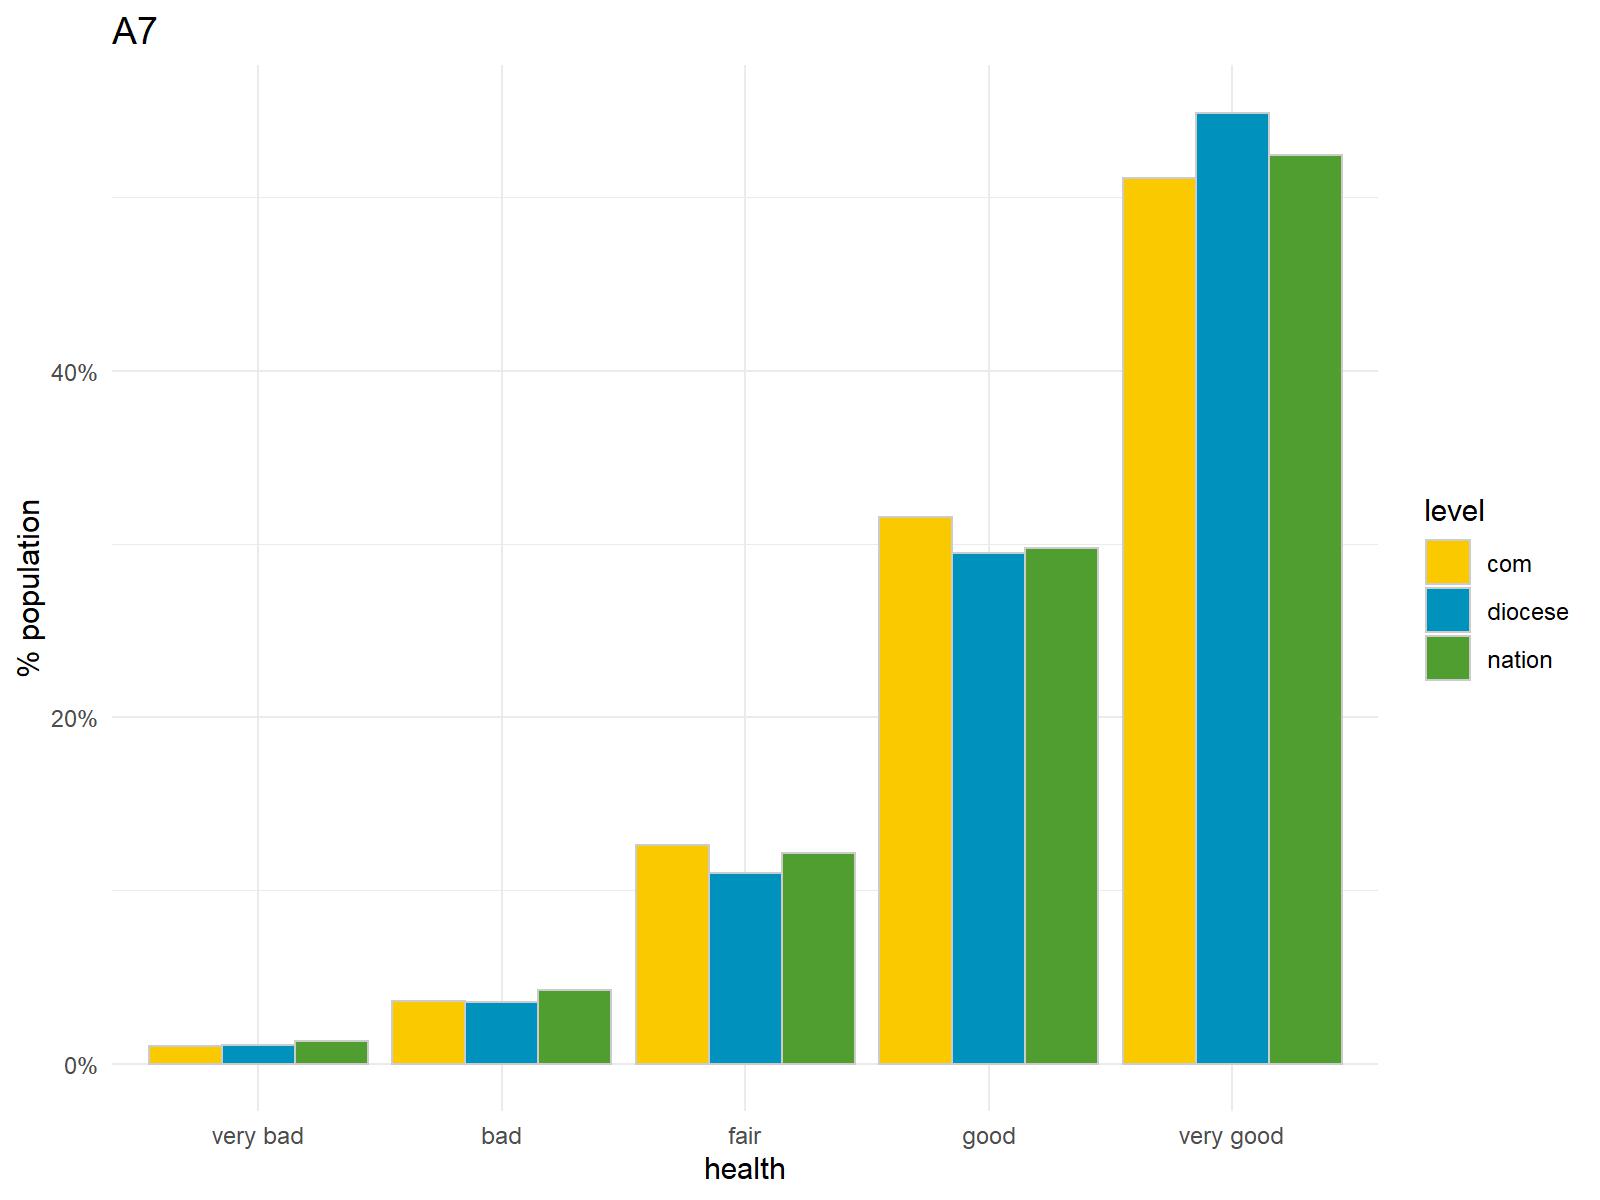 A7
% population
40%
20%
0%
very bad
bad
fair
good
very good
health
level
com
diocese
nation